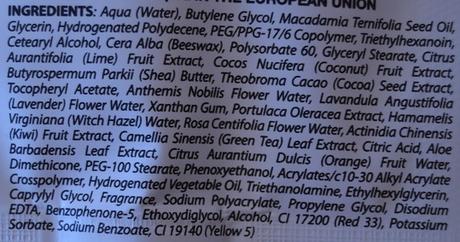 THE EUROPEAN UNION
INGREDIENTS: Aqua (Water), Butylene Glycol, Macadamia Ternifolia Seed Oil,
Glycerin, Hydrogenated Polydecene, PEG/PPG-17/6 Copolymer, Triethylhexanoin,
Cetearyl Alcohol, Cera Alba (Beeswax), Polysorbate 60, Glyceryl Stearate, Citrus
Aurantifolia (Lime) Fruit Extract, Cocos Nucifera (Coconut) Fruit Extract,
Butyrospermum Parkii (Shea) Butter, Theobroma Cacao (Cocoa) Seed Extract,
Tocopheryl Acetate, Anthemis Nobilis Flower Water, Lavandula Angustifolia
(Lavender) Flower Water, Xanthan Gum, Portulaca Oleracea Extract, Hamamelis
Virginiana (Witch Hazel) Water, Rosa Centifolia Flower Water, Actinidia Chinensis
(Kiwi) Fruit Extract, Camellia Sinensis (Green Tea) Leaf Extract, Citric Acid, Aloe
Barbadensis Leaf Extract, Citrus Aurantium Dulcis (Orange) Fruit Water,
Dimethicone, PEG-100 Stearate, Phenoxyethanol, Acrylates/c10-30 Alkyl Acrylate
Crosspolymer, Hydrogenated Vegetable Oil, Triethanolamine, Ethylhexylglycerin,
Caprylyl Glycol, Fragrance, Sodium Polyacrylate, Propylene Glycol, Disodium
EDTA, Benzophenone-5, Ethoxydiglycol, Alcohol, CI 17200 (Red 33), Potassium
Sorbate, Sodium Benzoate, CI 19140 (Yellow 5)